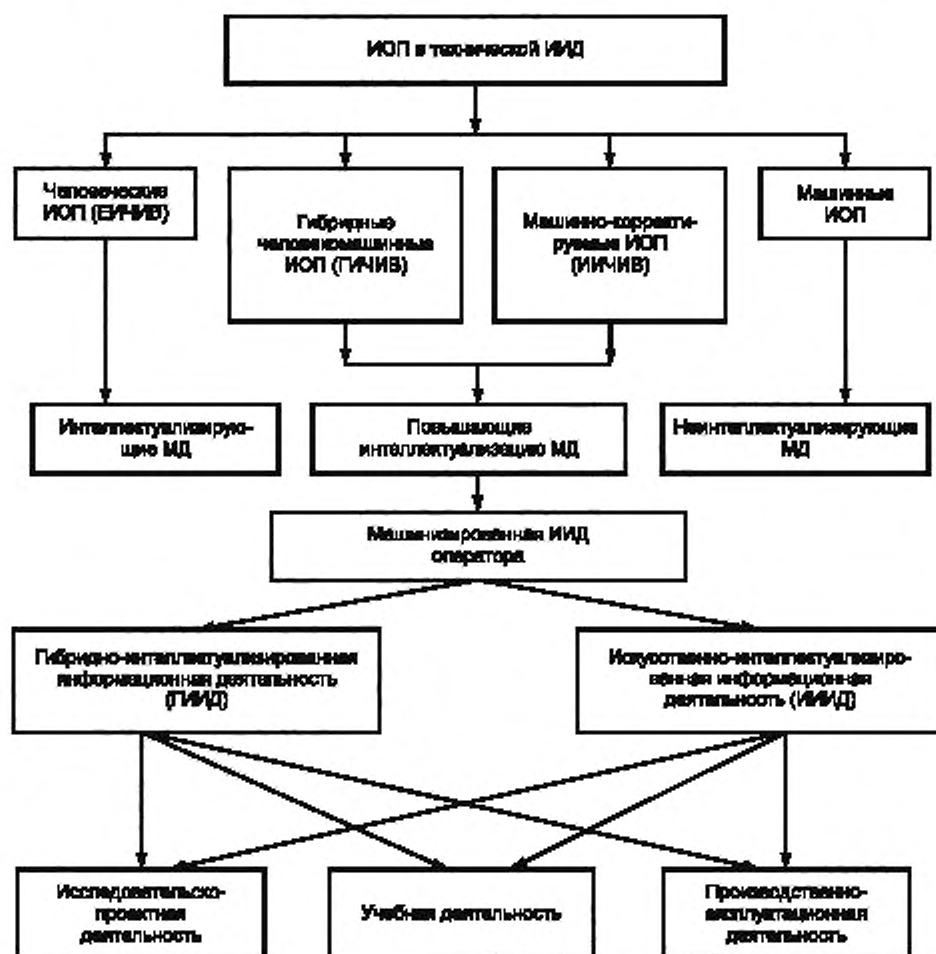 ИОП в технической ИИД
Человеческие
ИОП (ЕИЧИВ)
Гибридные
человекомашинные
ИОП (ГИЧИВ)
Машинно-корректи-
руемые ИОП
(ИИЧИВ)
Машинные
ИОП
Интеллектуализирую-
щие МД
Повышающие
интеллектуализацию МД
Неинтеллектуализирующие
МД
Машинизированная ИИД
оператора
Гибридно-интеллектуализированная
информационная деятельность
(ГИИД)
Искусственно-интеллектуализиро-
ванная информационная
деятельность (ИИИД)
Исследовательско-
проектная
деятельность
Учебная деятельность
Производственно-
эксплуатационная
деятельность